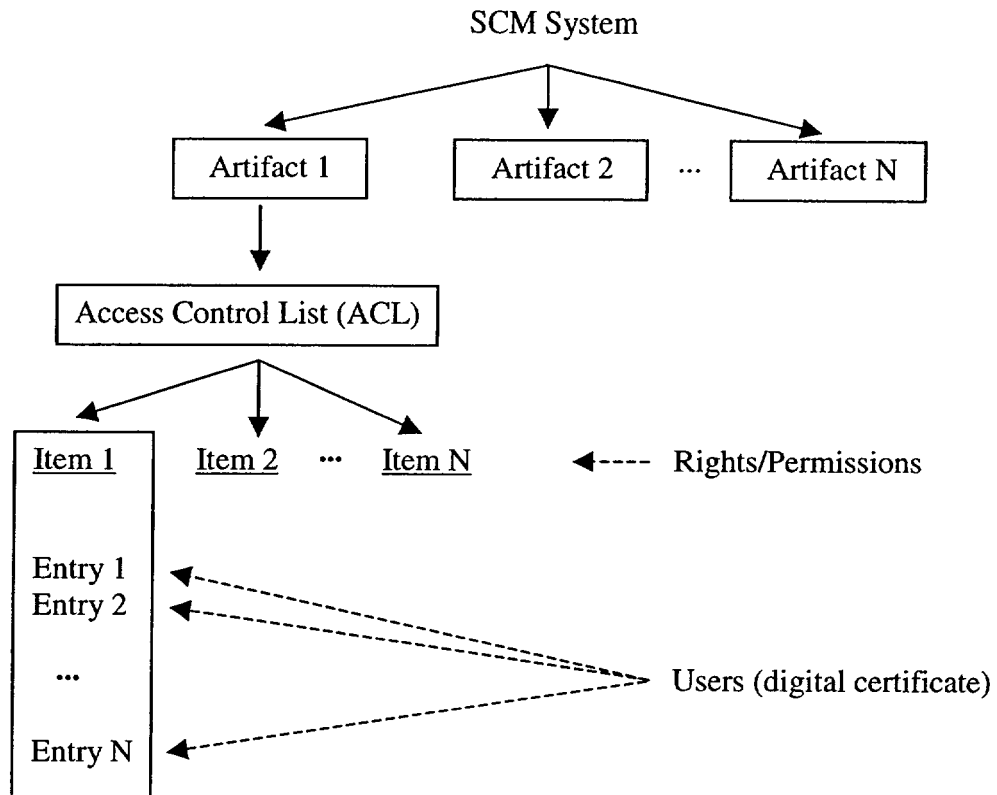 SCM System
Artifact 1
Artifact 2
...
Artifact N
Access Control List (ACL)
Item 1
Item 2
...
Item N
Rights/Permissions
Entry 1
Entry 2
...
Users (digital certificate)
Entry N